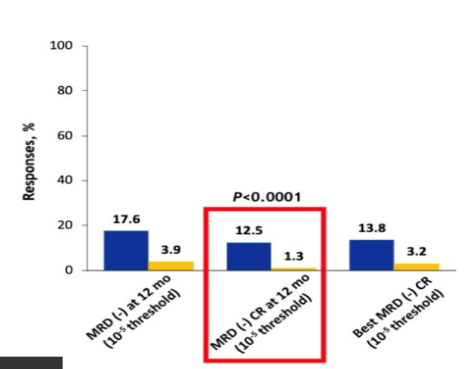 100
80
60
40
20
0
Responses, %
P<0.0001
17.6
3.9
12.5
1.3
13.8
3.2
MRD (-) at 12 mo
(10⁻⁵ threshold)
MRD (-) CR at 12 mo
(10⁻⁵ threshold)
Best MRD (-) CR
(10⁻⁵ threshold)